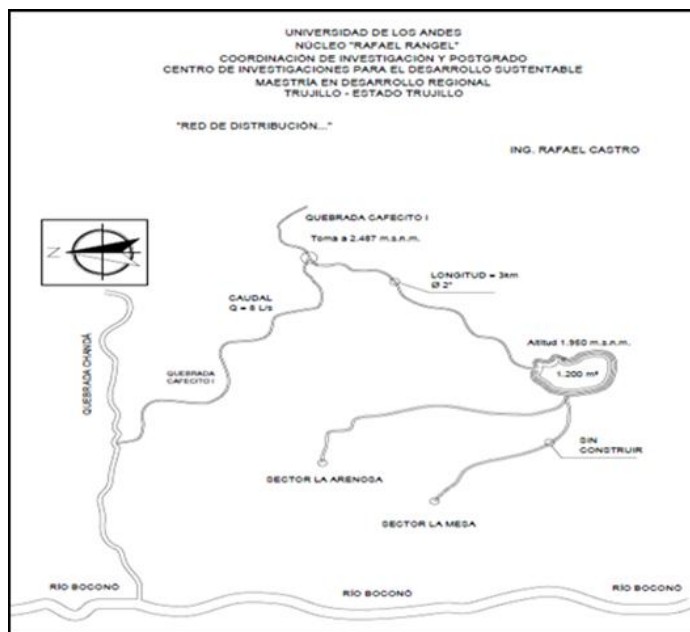 UNIVERSIDAD DE LOS ANDES
NÚCLEO "RAFAEL RANGEL"
COORDINACIÓN DE INVESTIGACIÓN Y POSTGRADO
CENTRO DE INVESTIGACIONES PARA EL DESARROLLO SUSTENTABLE
MAESTRÍA EN DESARROLLO REGIONAL
TRUJILLO - ESTADO TRUJILLO
"RED DE DISTRIBUCIÓN..."
ING. RAFAEL CASTRO
QUEBRADA CAFECITO I
Toma a 2.487 m.s.n.m.
N
LONGITUD = 3km
Ø 2"
CAUDAL
Q = 8 L/s
QUEBRADA CHANDÁ
QUEBRADA
CAFECITO I
Altitud 1.960 m.s.n.m.
1.200 m³
SIN
CONSTRUIR
SECTOR LA ARENOSA
SECTOR LA MESA
RÍO BOCONÓ
RÍO BOCONÓ
RÍO BOCONÓ